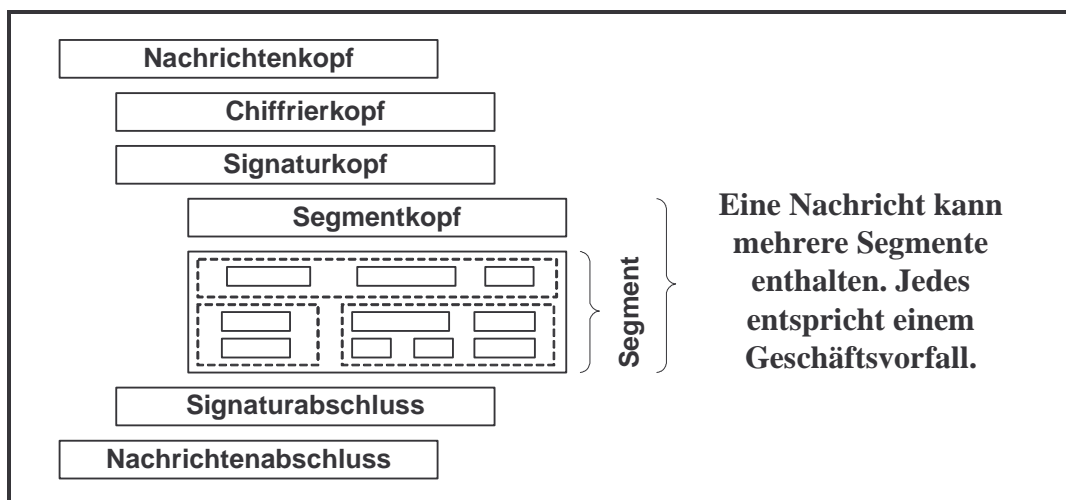 Nachrichtenkopf
Chiffrierkopf
Signaturkopf
Segmentkopf
Segment
Eine Nachricht kann
mehrere Segmente
enthalten. Jedes
entspricht einem
Geschäftsvorfall.
Signaturabschluss
Nachrichtenabschluss